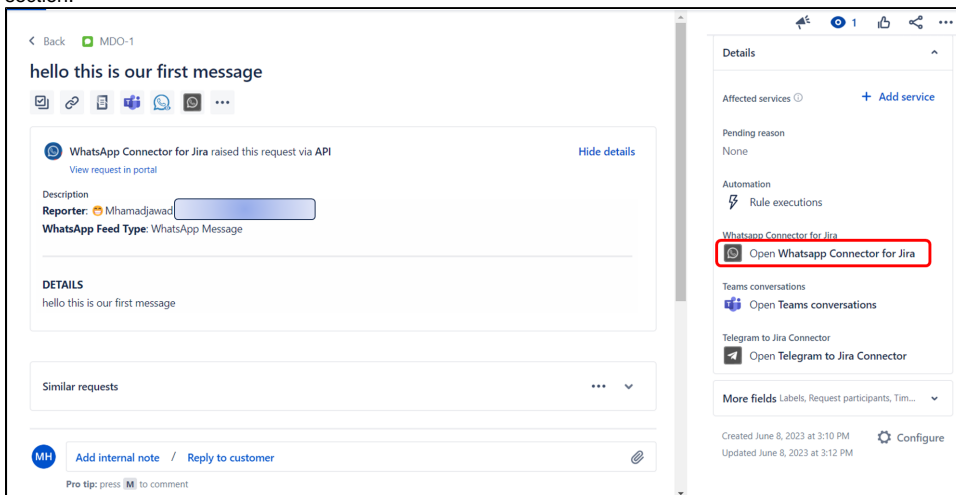 section.
1
Back MDO-1
hello this is our first message
WhatsApp Connector for Jira raised this request via API
Hide details
View request in portal
Description
Reporter: Mhamadjawad
WhatsApp Feed Type: WhatsApp Message
DETAILS
hello this is our first message
Similar requests
MH Add internal note / Reply to customer
Pro tip: press M to comment
Details
Affected services + Add service
Pending reason
None
Automation
Rule executions
Whatsapp Connector for Jira
Open Whatsapp Connector for Jira
Teams conversations
Open Teams conversations
Telegram to Jira Connector
Open Telegram to Jira Connector
More fields Labels, Request participants, Tim...
Created June 8, 2023 at 3:10 PM
Configure
Updated June 8, 2023 at 3:12 PM